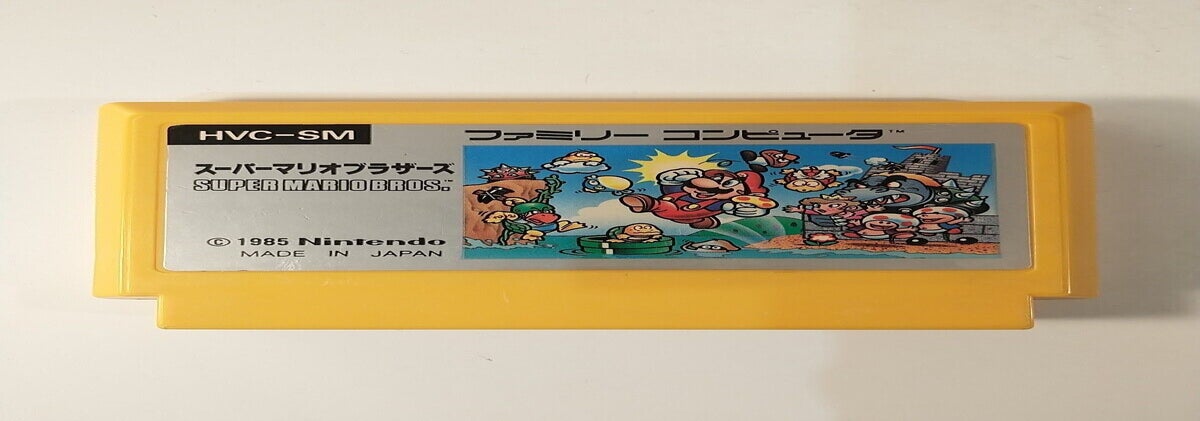 HVC-SM
ファミリー コンピュータ™
スーパーマリオブラザーズ
SUPER MARIO BROS.™
© 1985 Nintendo
MADE IN JAPAN